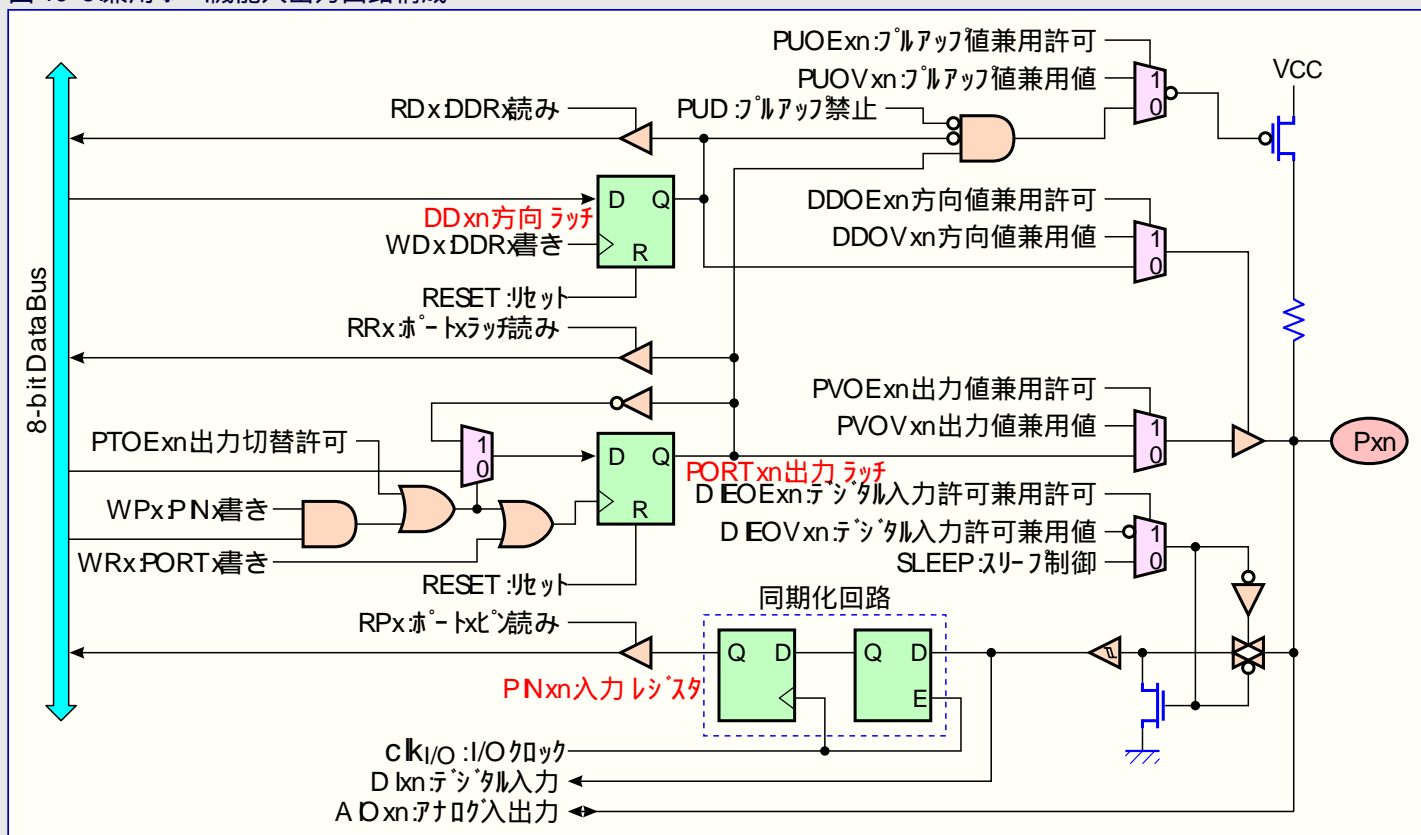 PUOExn:プルアップ値兼用許可
PUOVxn:プルアップ値兼用値
VCC
RDx:DDRx読み
PUD:プルアップ禁止
1
0
DDxn方向ラッチ
D Q
R
WDx:DDRx書き
DDOExn方向値兼用許可
DDOVxn方向値兼用値
1
0
8-bit Data Bus
RESET:リセット
RRx:ポートxラッチ読み
PVOExn出力値兼用許可
PVOVxn出力値兼用値
1
0
Pxn
PTOExn出力切替許可
1
0
D Q
R
PORTxn出力ラッチ
WPx:PINx書き
WRx:PORTx書き
DIEOExn:デジタル入力許可兼用許可
DIEOVxn:デジタル入力許可兼用値
SLEEP:スリープ制御
1
0
RESET:リセット
同期化回路
RPx:ポートxピン読み
Q D
Q D
E
PINxn入力レジスタ
clkI/O:I/Oクロック
DIxn:デジタル入力
AIOxn:アナログ入出力